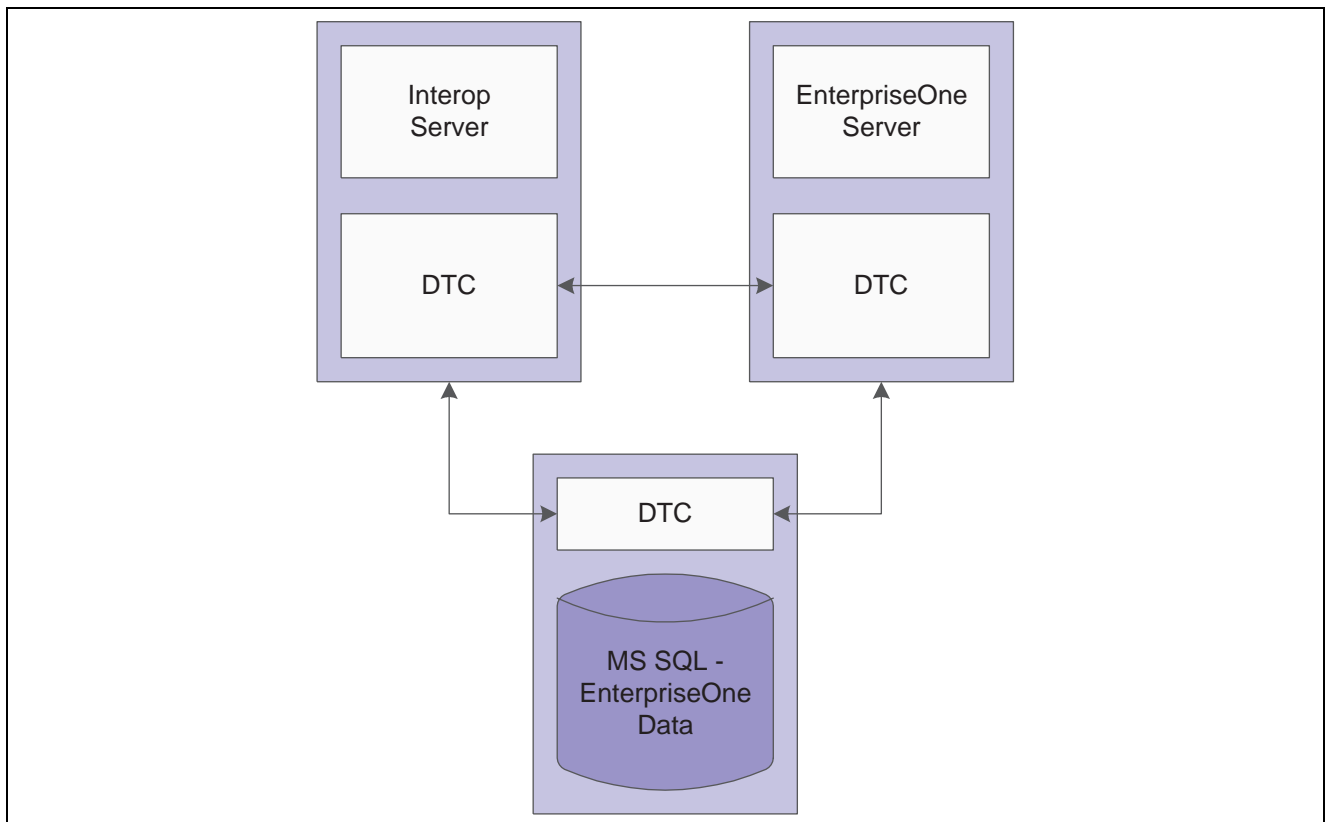 Interop
Server
EnterpriseOne
Server
DTC
DTC
DTC
MS SQL -
EnterpriseOne
Data